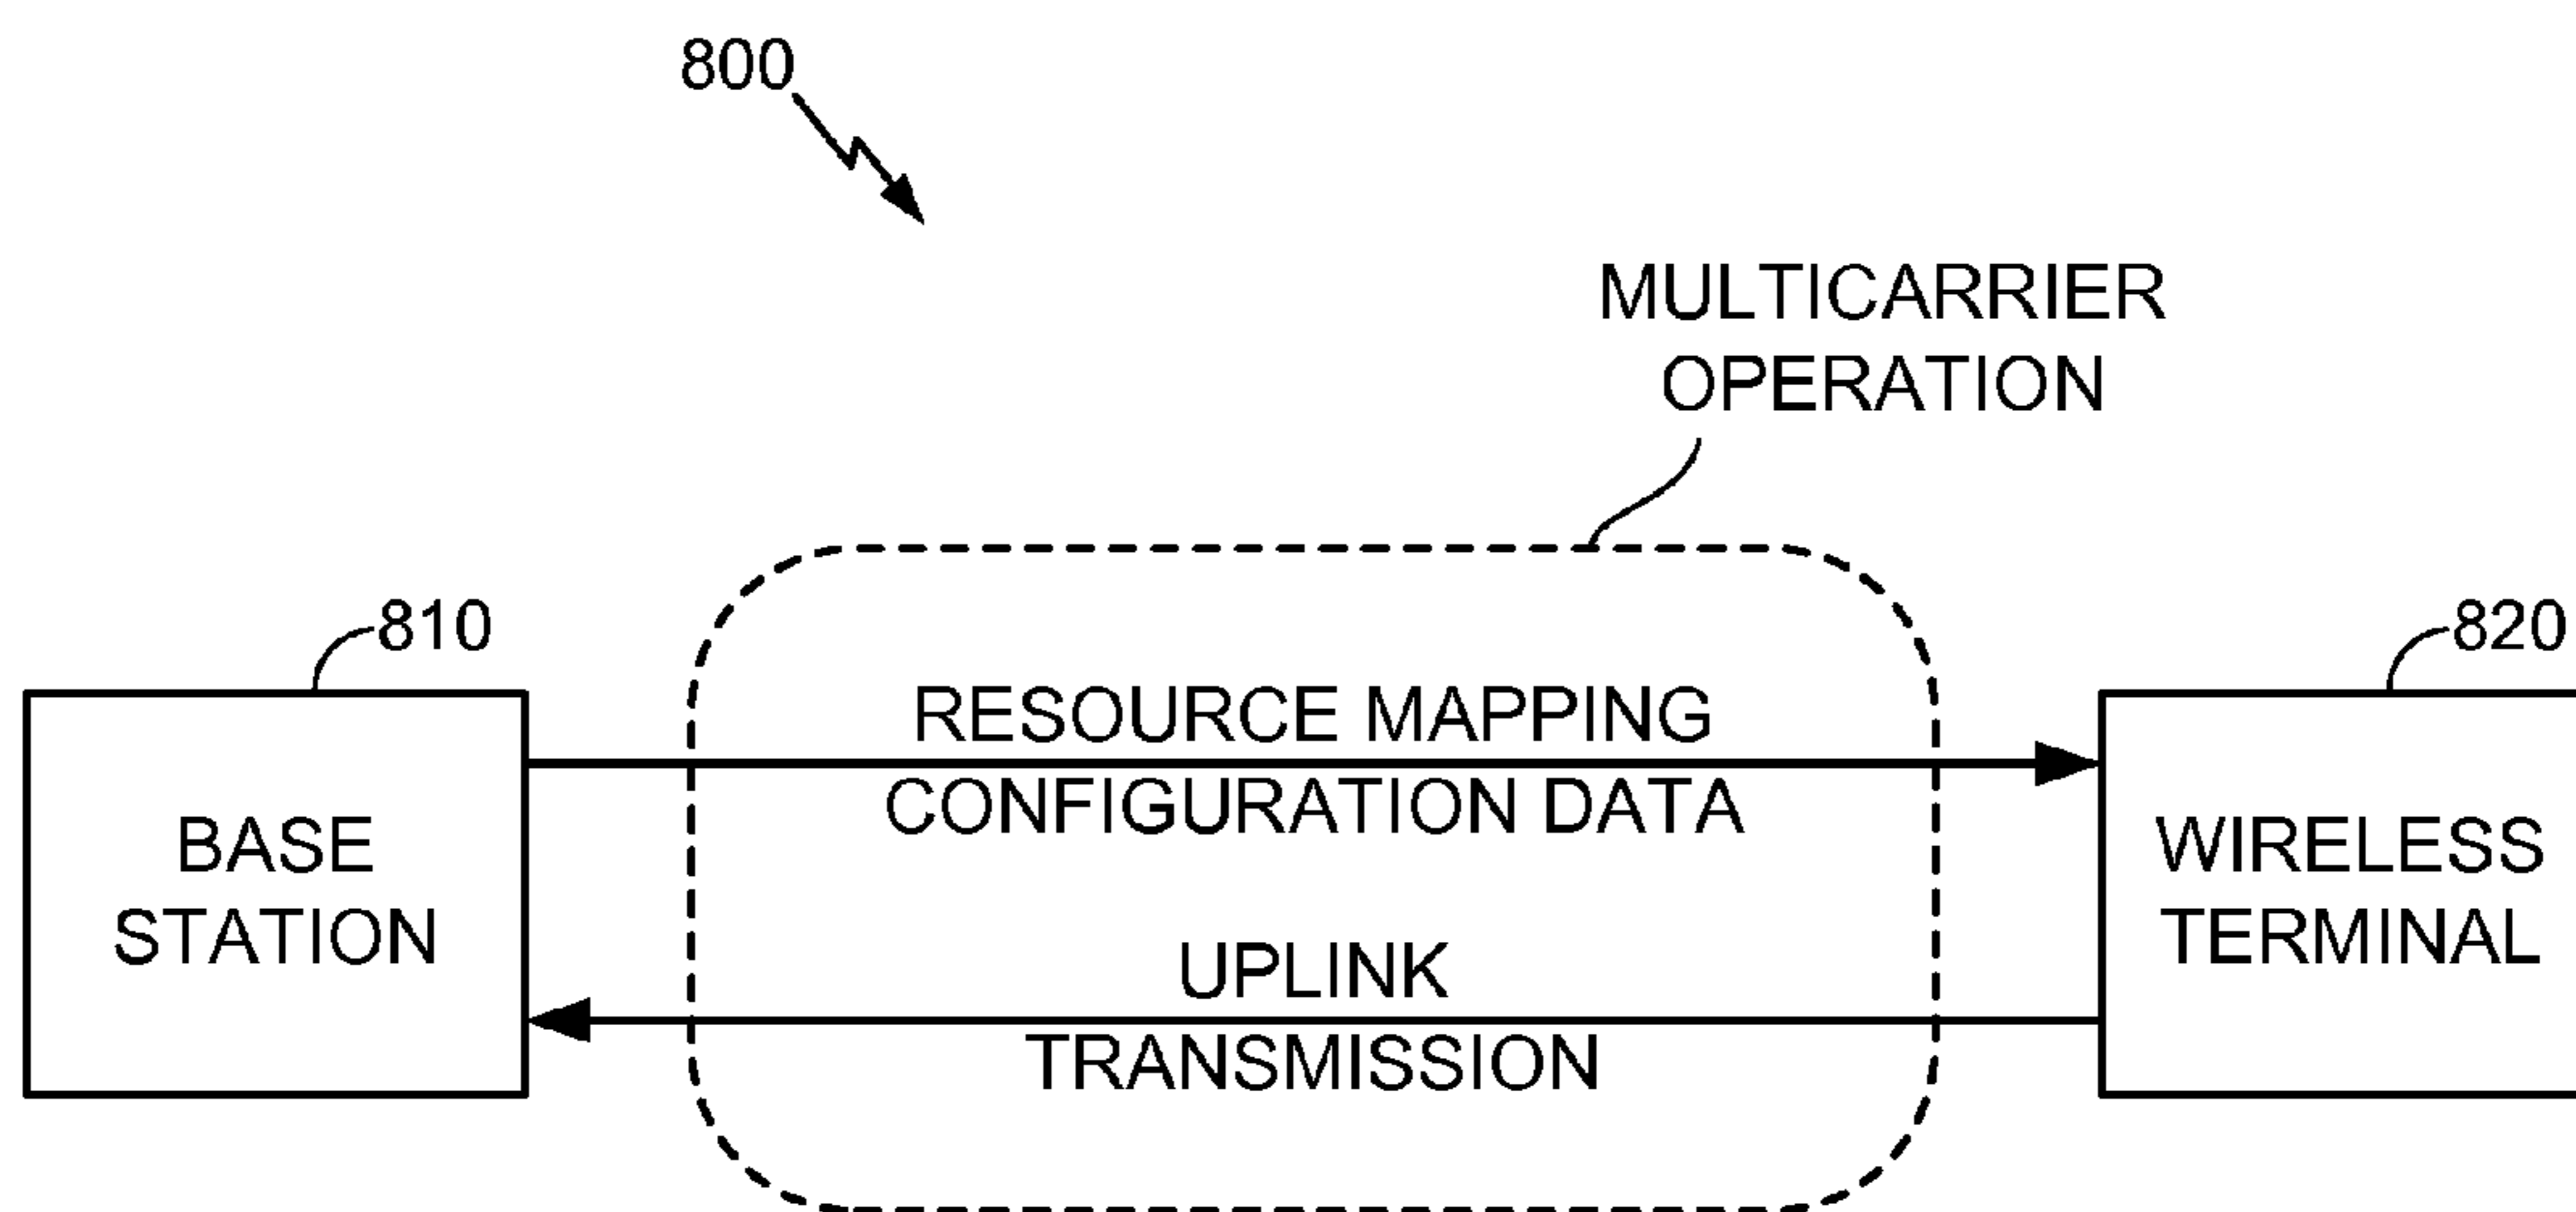 800
MULTICARRIER
OPERATION
810
820
RESOURCE MAPPING
CONFIGURATION DATA
BASE
STATION
WIRELESS
TERMINAL
UPLINK
TRANSMISSION